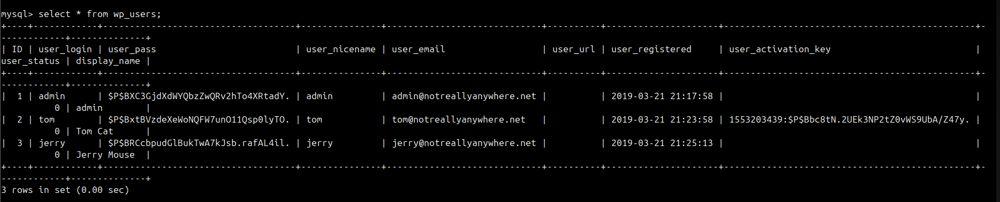 mysql> select * from wp_users;
+----+------------+------------------------------------+---------------+-----------------------------+----------+---------------------+-----------------------------------------------+-
------------+--------------+
| ID | user_login | user_pass                          | user_nicename | user_email                  | user_url | user_registered     | user_activation_key                           |
user_status | display_name |
+----+------------+------------------------------------+---------------+-----------------------------+----------+---------------------+-----------------------------------------------+-
------------+--------------+
|  1 | admin      | $P$BXC3GjdXdWYQbzZwQRv2hTo4XRtadY. | admin         | admin@notreallyanywhere.net |          | 2019-03-21 21:17:58 |                                               |
          0 | admin        |
|  2 | tom        | $P$BxtBVzdeXeWoNQFW7unO11Qsp0lyTO. | tom           | tom@notreallyanywhere.net   |          | 2019-03-21 21:23:58 | 1553203439:$P$Bbc8tN.2UEk3NP2tZ0vWS9UbA/Z47y. |
          0 | Tom Cat      |
|  3 | jerry      | $P$BRCcbpudGlBukTwA7kJsb.rafAL4il. | jerry         | jerry@notreallyanywhere.net |          | 2019-03-21 21:25:13 |                                               |
          0 | Jerry Mouse  |
+----+------------+------------------------------------+---------------+-----------------------------+----------+---------------------+-----------------------------------------------+-
------------+--------------+
3 rows in set (0.00 sec)